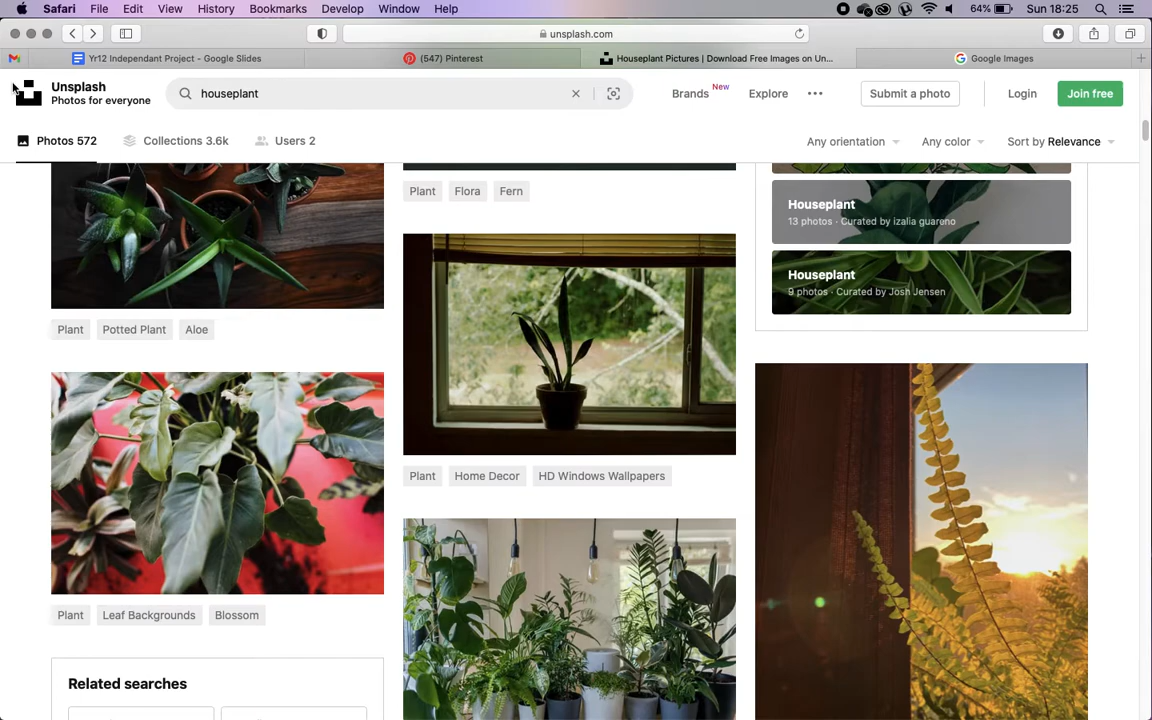 Safari File Edit View History Bookmarks Develop Window Help 64% Sun 18:25
unsplash.com
Yr12 Independant Project - Google Slides (547) Pinterest Houseplant Pictures | Download Free Images on Un... Google Images
Unsplash
Photos for everyone
houseplant
Brands New Explore Submit a photo Login Join free
Photos 572 Collections 3.6k Users 2 Any orientation Any color Sort by Relevance
Plant Flora Fern
Houseplant
13 photos · Curated by izalia guareno
Houseplant
9 photos · Curated by Josh Jensen
Plant Potted Plant Aloe
Plant Home Decor HD Windows Wallpapers
Plant Leaf Backgrounds Blossom
Related searches